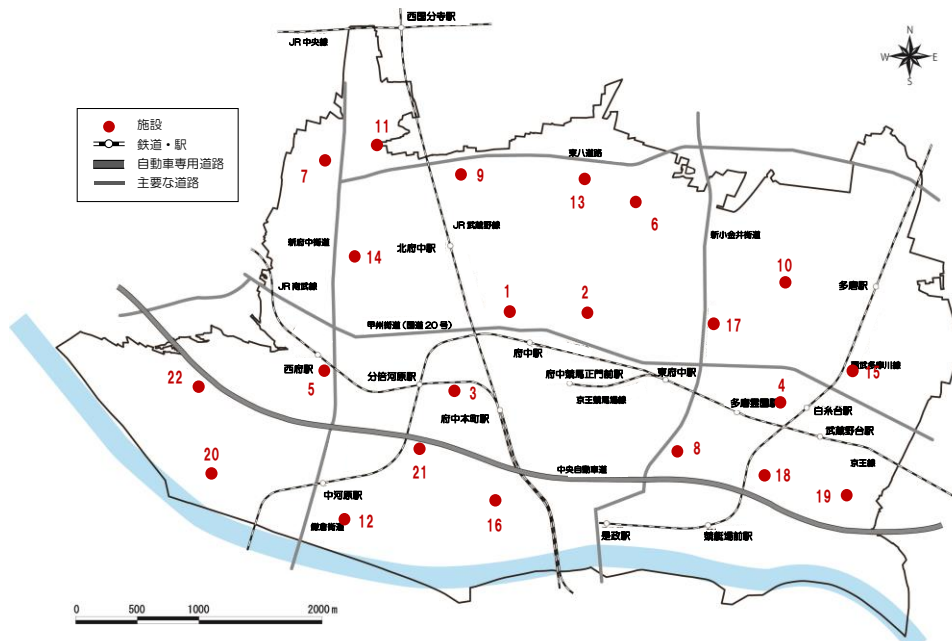 西国分寺駅
JR中央線
N
W
E
S
施設
鉄道・駅
自動車専用道路
主要な道路
11
7
9
東八道路
13
6
新府中街道
北府中駅
JR武蔵野線
新小金井街道
14
10
JR南武線
多磨駅
1
2
17
甲州街道(国道20号)
府中駅
西府駅
5
分倍河原駅
府中競馬正門前駅
東府中駅
西武多摩川線
15
22
3
京王競馬場線
4
多磨霊園駅
府中本町駅
白糸台駅
武蔵野台駅
8
21
中央自動車道
京王線
20
18
中河原駅
19
16
鎌倉街道
12
是政駅
競艇場前駅
0 500 1000 2000m